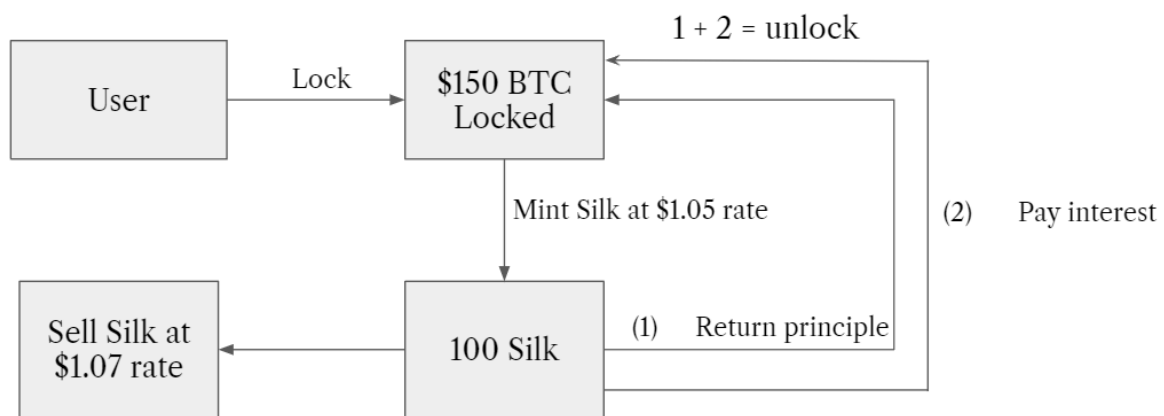 1 + 2 = unlock
User
Lock
$150 BTC
Locked
Mint Silk at $1.05 rate
(2) Pay interest
Sell Silk at
$1.07 rate
100 Silk
(1) Return principle